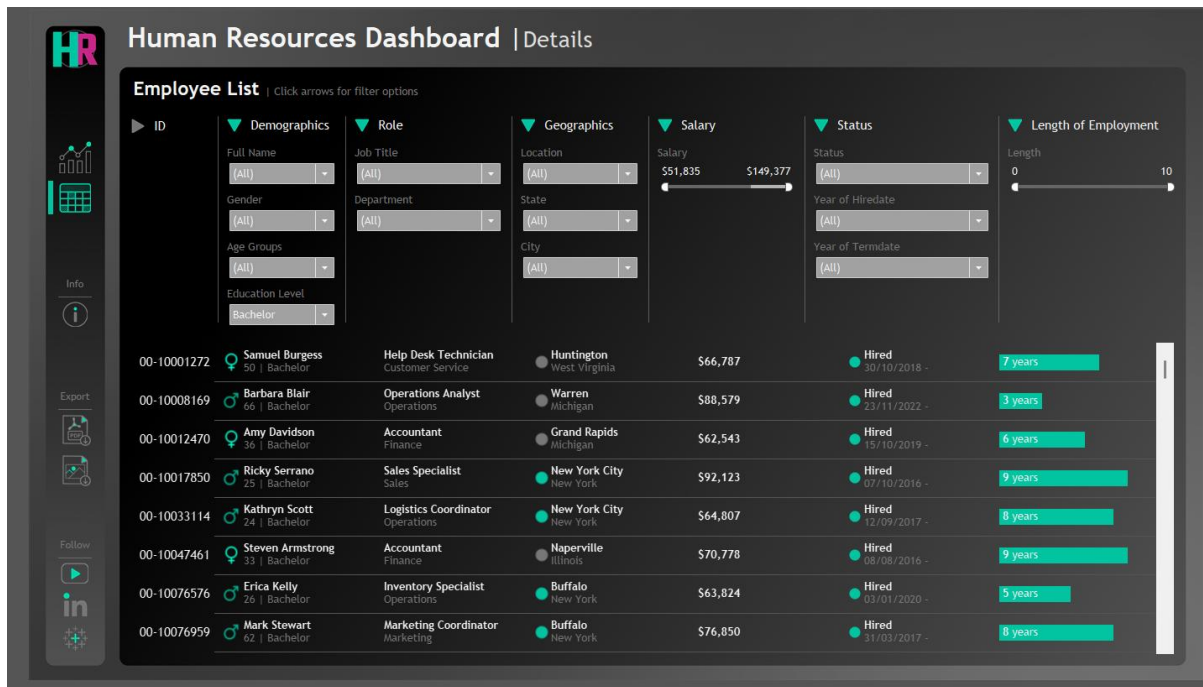 HR
Human Resources Dashboard | Details
Employee List | Click arrows for filter options
ID Demographics Role Geographics Salary Status Length of Employment
Full Name Job Title Location Salary Status Length
(All) (All) (All) $51,835 $149,377 (All) 0 10
Gender Department State Year of Hiredate
(All) (All) (All) (All)
Age Groups City Year of Termdate
(All) (All) (All)
Info
Education Level
Bachelor
00-10001272 Samuel Burgess Help Desk Technician Huntington $66,787 Hired 7 years
50 | Bachelor Customer Service West Virginia 30/10/2018 -
Export
00-10008169 Barbara Blair Operations Analyst Warren $88,579 Hired 3 years
66 | Bachelor Operations Michigan 23/11/2022 -
PDF
00-10012470 Amy Davidson Accountant Grand Rapids $62,543 Hired 6 years
36 | Bachelor Finance Michigan 15/10/2019 -
00-10017850 Ricky Serrano Sales Specialist New York City $92,123 Hired 9 years
25 | Bachelor Sales New York 07/10/2016 -
00-10033114 Kathryn Scott Logistics Coordinator New York City $64,807 Hired 8 years
24 | Bachelor Operations New York 12/09/2017 -
Follow
00-10047461 Steven Armstrong Accountant Naperville $70,778 Hired 9 years
33 | Bachelor Finance Illinois 08/08/2016 -
00-10076576 Erica Kelly Inventory Specialist Buffalo $63,824 Hired 5 years
26 | Bachelor Operations New York 03/01/2020 -
in
00-10076959 Mark Stewart Marketing Coordinator Buffalo $76,850 Hired 8 years
62 | Bachelor Marketing New York 31/03/2017 -